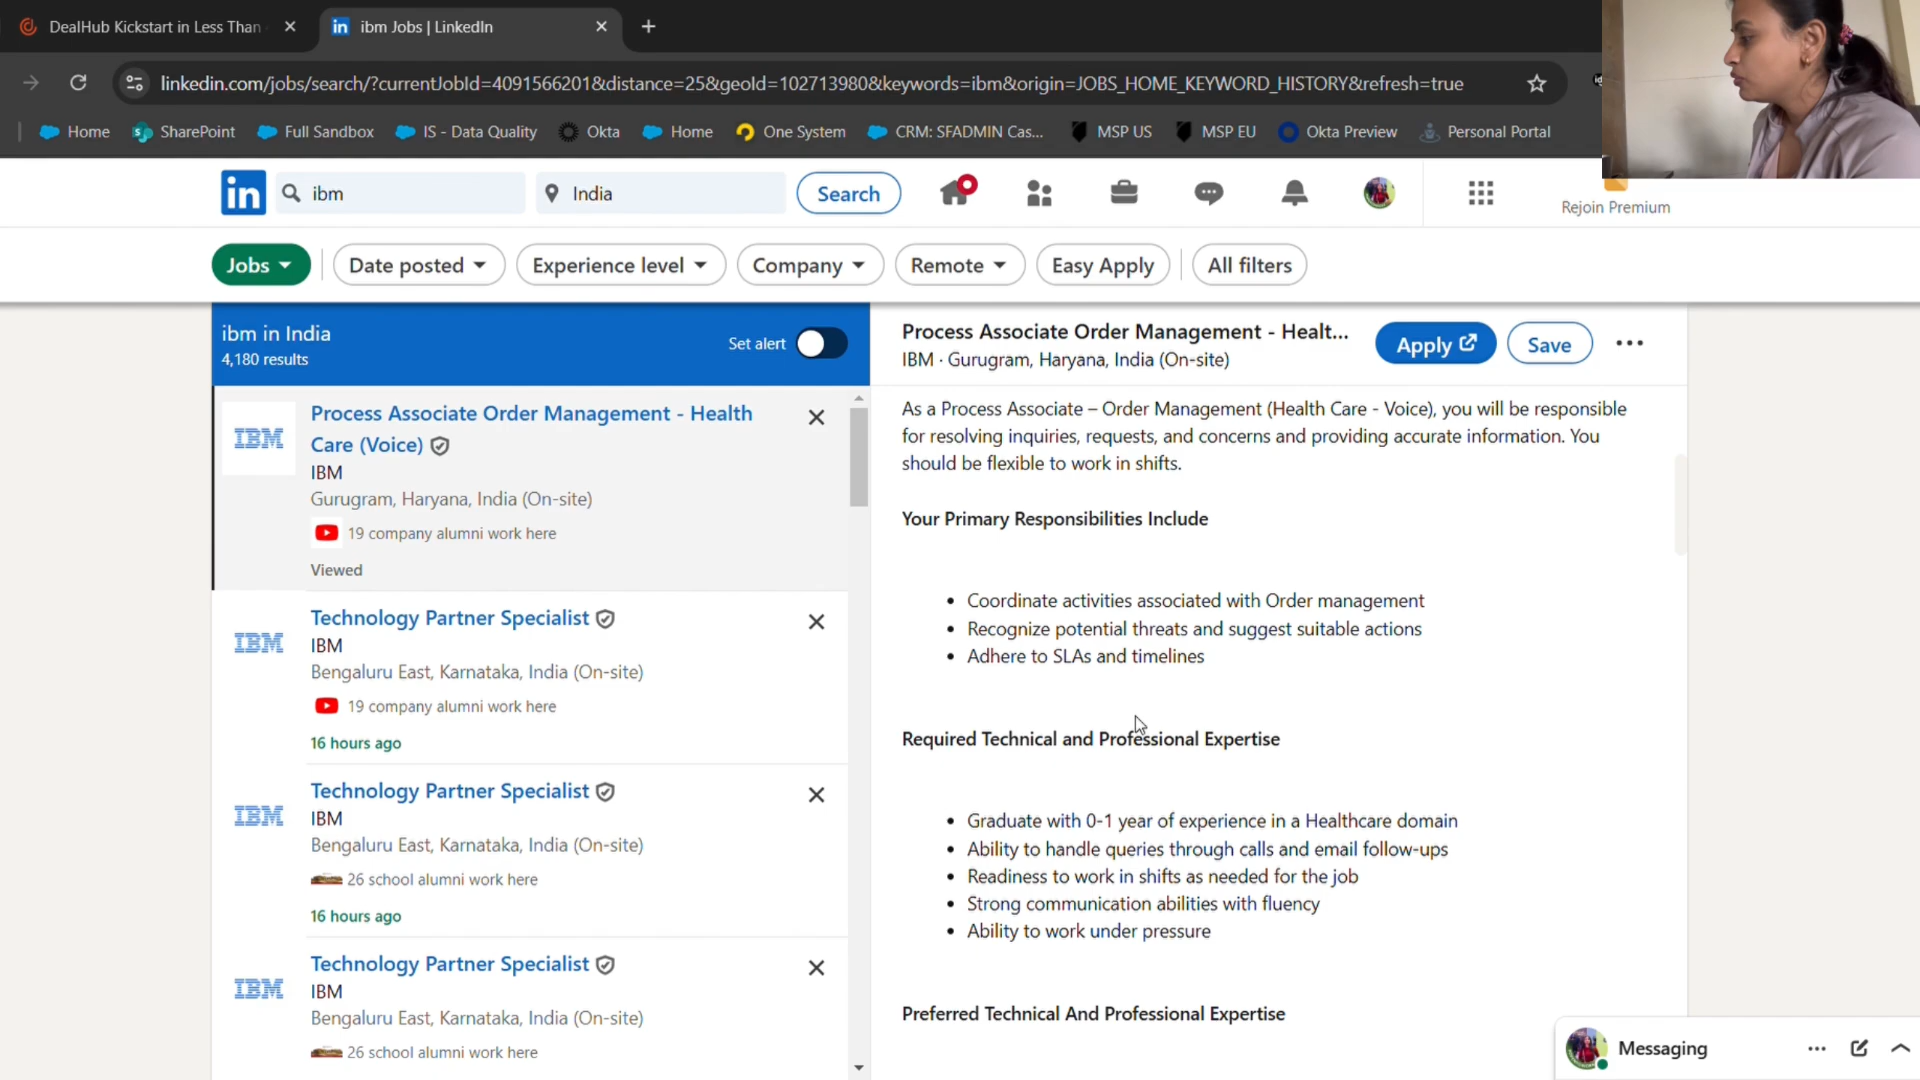 DealHub Kickstart in Less Than
ibm Jobs | LinkedIn
linkedin.com/jobs/search/?currentJobId=4091566201&distance=25&geoId=102713980&keywords=ibm&origin=JOBS_HOME_KEYWORD_HISTORY&refresh=true
Home SharePoint Full Sandbox IS - Data Quality Okta Home One System CRM: SFADMIN Cas... MSP US MSP EU Okta Preview Personal Portal
in ibm India Search
Rejoin Premium
Jobs Date posted Experience level Company Remote Easy Apply All filters
ibm in India
4,180 results
Set alert
IBM
Process Associate Order Management - Health
Care (Voice)
IBM
Gurugram, Haryana, India (On-site)
19 company alumni work here
Viewed
IBM
Technology Partner Specialist
IBM
Bengaluru East, Karnataka, India (On-site)
19 company alumni work here
16 hours ago
IBM
Technology Partner Specialist
IBM
Bengaluru East, Karnataka, India (On-site)
26 school alumni work here
16 hours ago
IBM
Technology Partner Specialist
IBM
Bengaluru East, Karnataka, India (On-site)
26 school alumni work here
Process Associate Order Management - Healt...
IBM · Gurugram, Haryana, India (On-site)
Apply Save
As a Process Associate – Order Management (Health Care - Voice), you will be responsible
for resolving inquiries, requests, and concerns and providing accurate information. You
should be flexible to work in shifts.
Your Primary Responsibilities Include
• Coordinate activities associated with Order management
• Recognize potential threats and suggest suitable actions
• Adhere to SLAs and timelines
Required Technical and Professional Expertise
• Graduate with 0-1 year of experience in a Healthcare domain
• Ability to handle queries through calls and email follow-ups
• Readiness to work in shifts as needed for the job
• Strong communication abilities with fluency
• Ability to work under pressure
Preferred Technical And Professional Expertise
Messaging